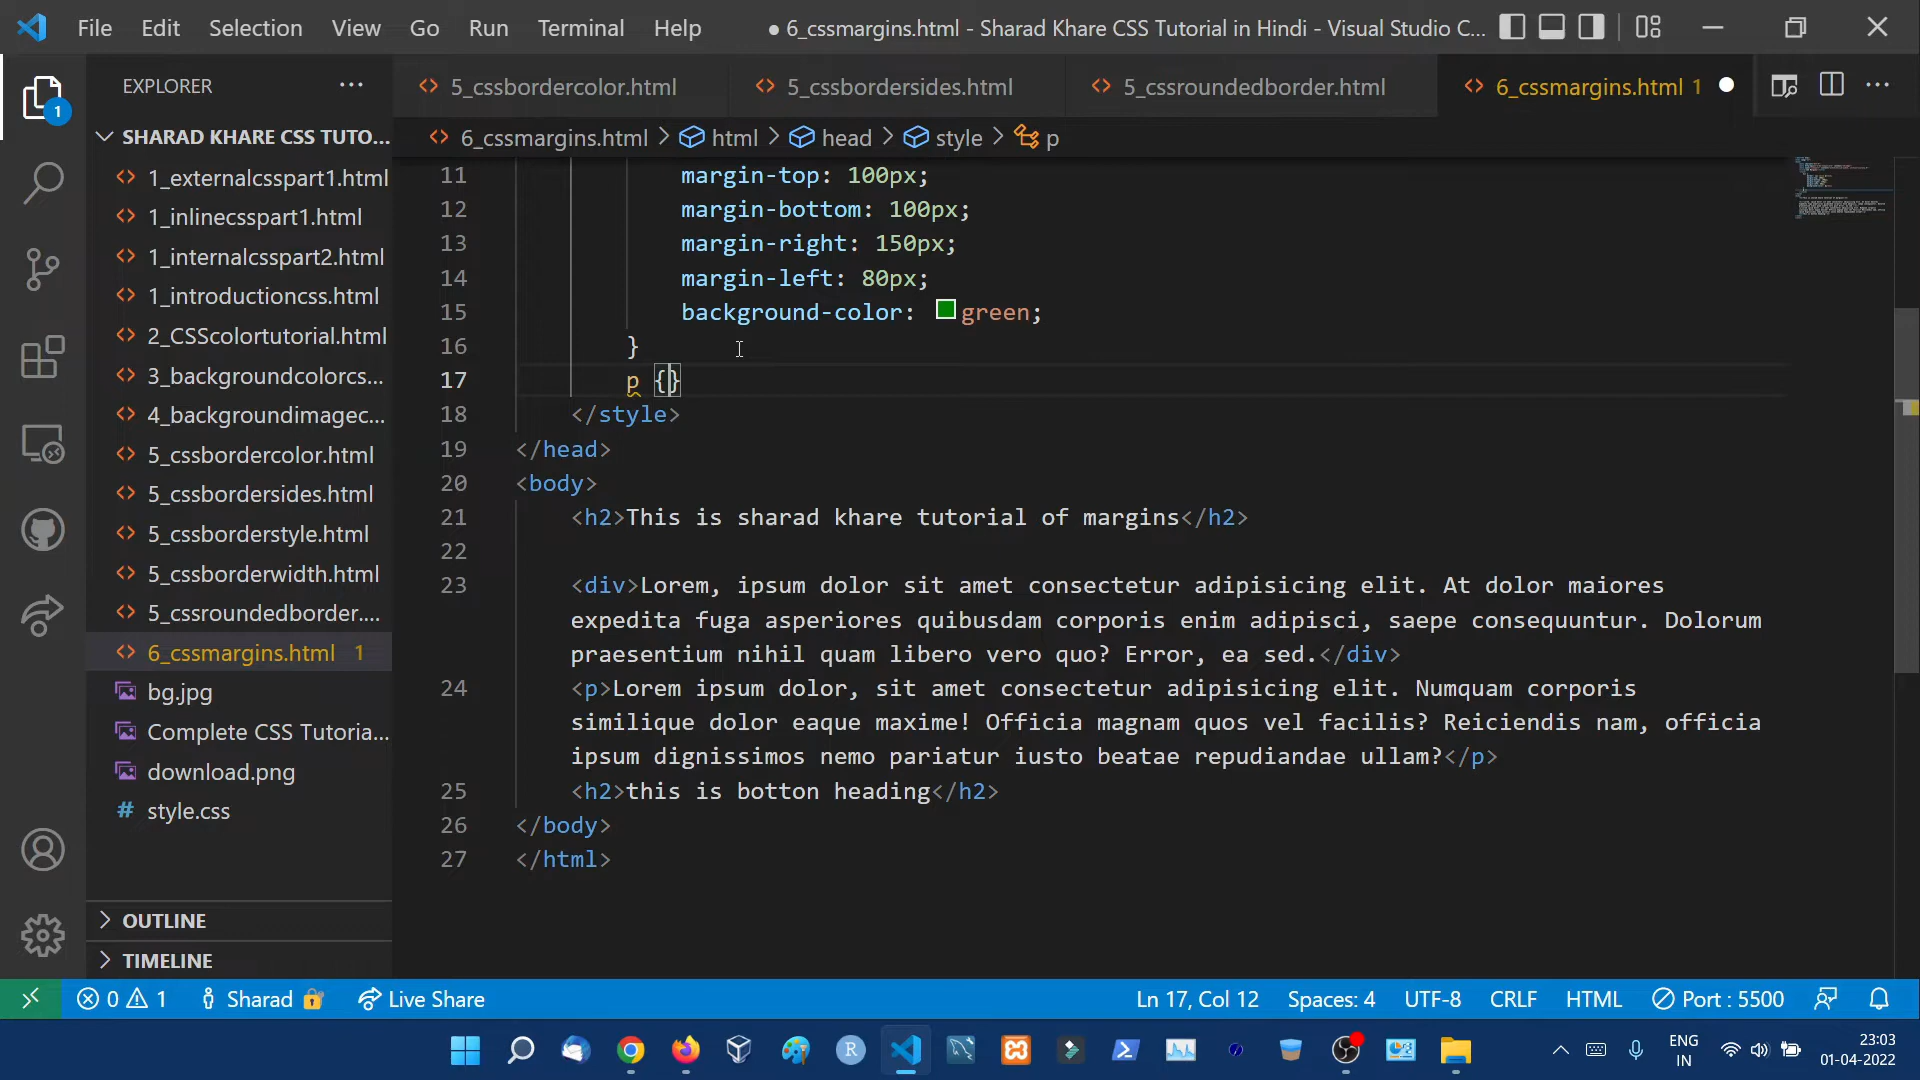 File Edit Selection View Go Run Terminal Help ● 6_cssmargins.html - Sharad Khare CSS Tutorial in Hindi - Visual Studio C...
EXPLORER ...
5_cssbordercolor.html 5_cssbordersides.html 5_cssroundedborder.html 6_cssmargins.html 1
1
SHARAD KHARE CSS TUTO...
6_cssmargins.html > html > head > style > p
1_externalcsspart1.html
1_inlinecsspart1.html
1_internalcsspart2.html
1_introductioncss.html
2_CSScolortutorial.html
3_backgroundcolorcs...
4_backgroundimagec...
5_cssbordercolor.html
5_cssbordersides.html
5_cssborderstyle.html
5_cssborderwidth.html
5_cssroundedborder....
6_cssmargins.html 1
bg.jpg
Complete CSS Tutoria...
download.png
# style.css
OUTLINE
TIMELINE
11 margin-top: 100px;
12 margin-bottom: 100px;
13 margin-right: 150px;
14 margin-left: 80px;
15 background-color: green;
16 }
17 p {}
18 </style>
19 </head>
20 <body>
21 <h2>This is sharad khare tutorial of margins</h2>
22
23 <div>Lorem, ipsum dolor sit amet consectetur adipisicing elit. At dolor maiores
expedita fuga asperiores quibusdam corporis enim adipisci, saepe consequuntur. Dolorum
praesentium nihil quam libero vero quo? Error, ea sed.</div>
24 <p>Lorem ipsum dolor, sit amet consectetur adipisicing elit. Numquam corporis
similique dolor eaque maxime! Officia magnam quos vel facilis? Reiciendis nam, officia
ipsum dignissimos nemo pariatur iusto beatae repudiandae ullam?</p>
25 <h2>this is botton heading</h2>
26 </body>
27 </html>
0 1 Sharad Live Share Ln 17, Col 12 Spaces: 4 UTF-8 CRLF HTML Port : 5500
R ENG
IN
23:03
01-04-2022